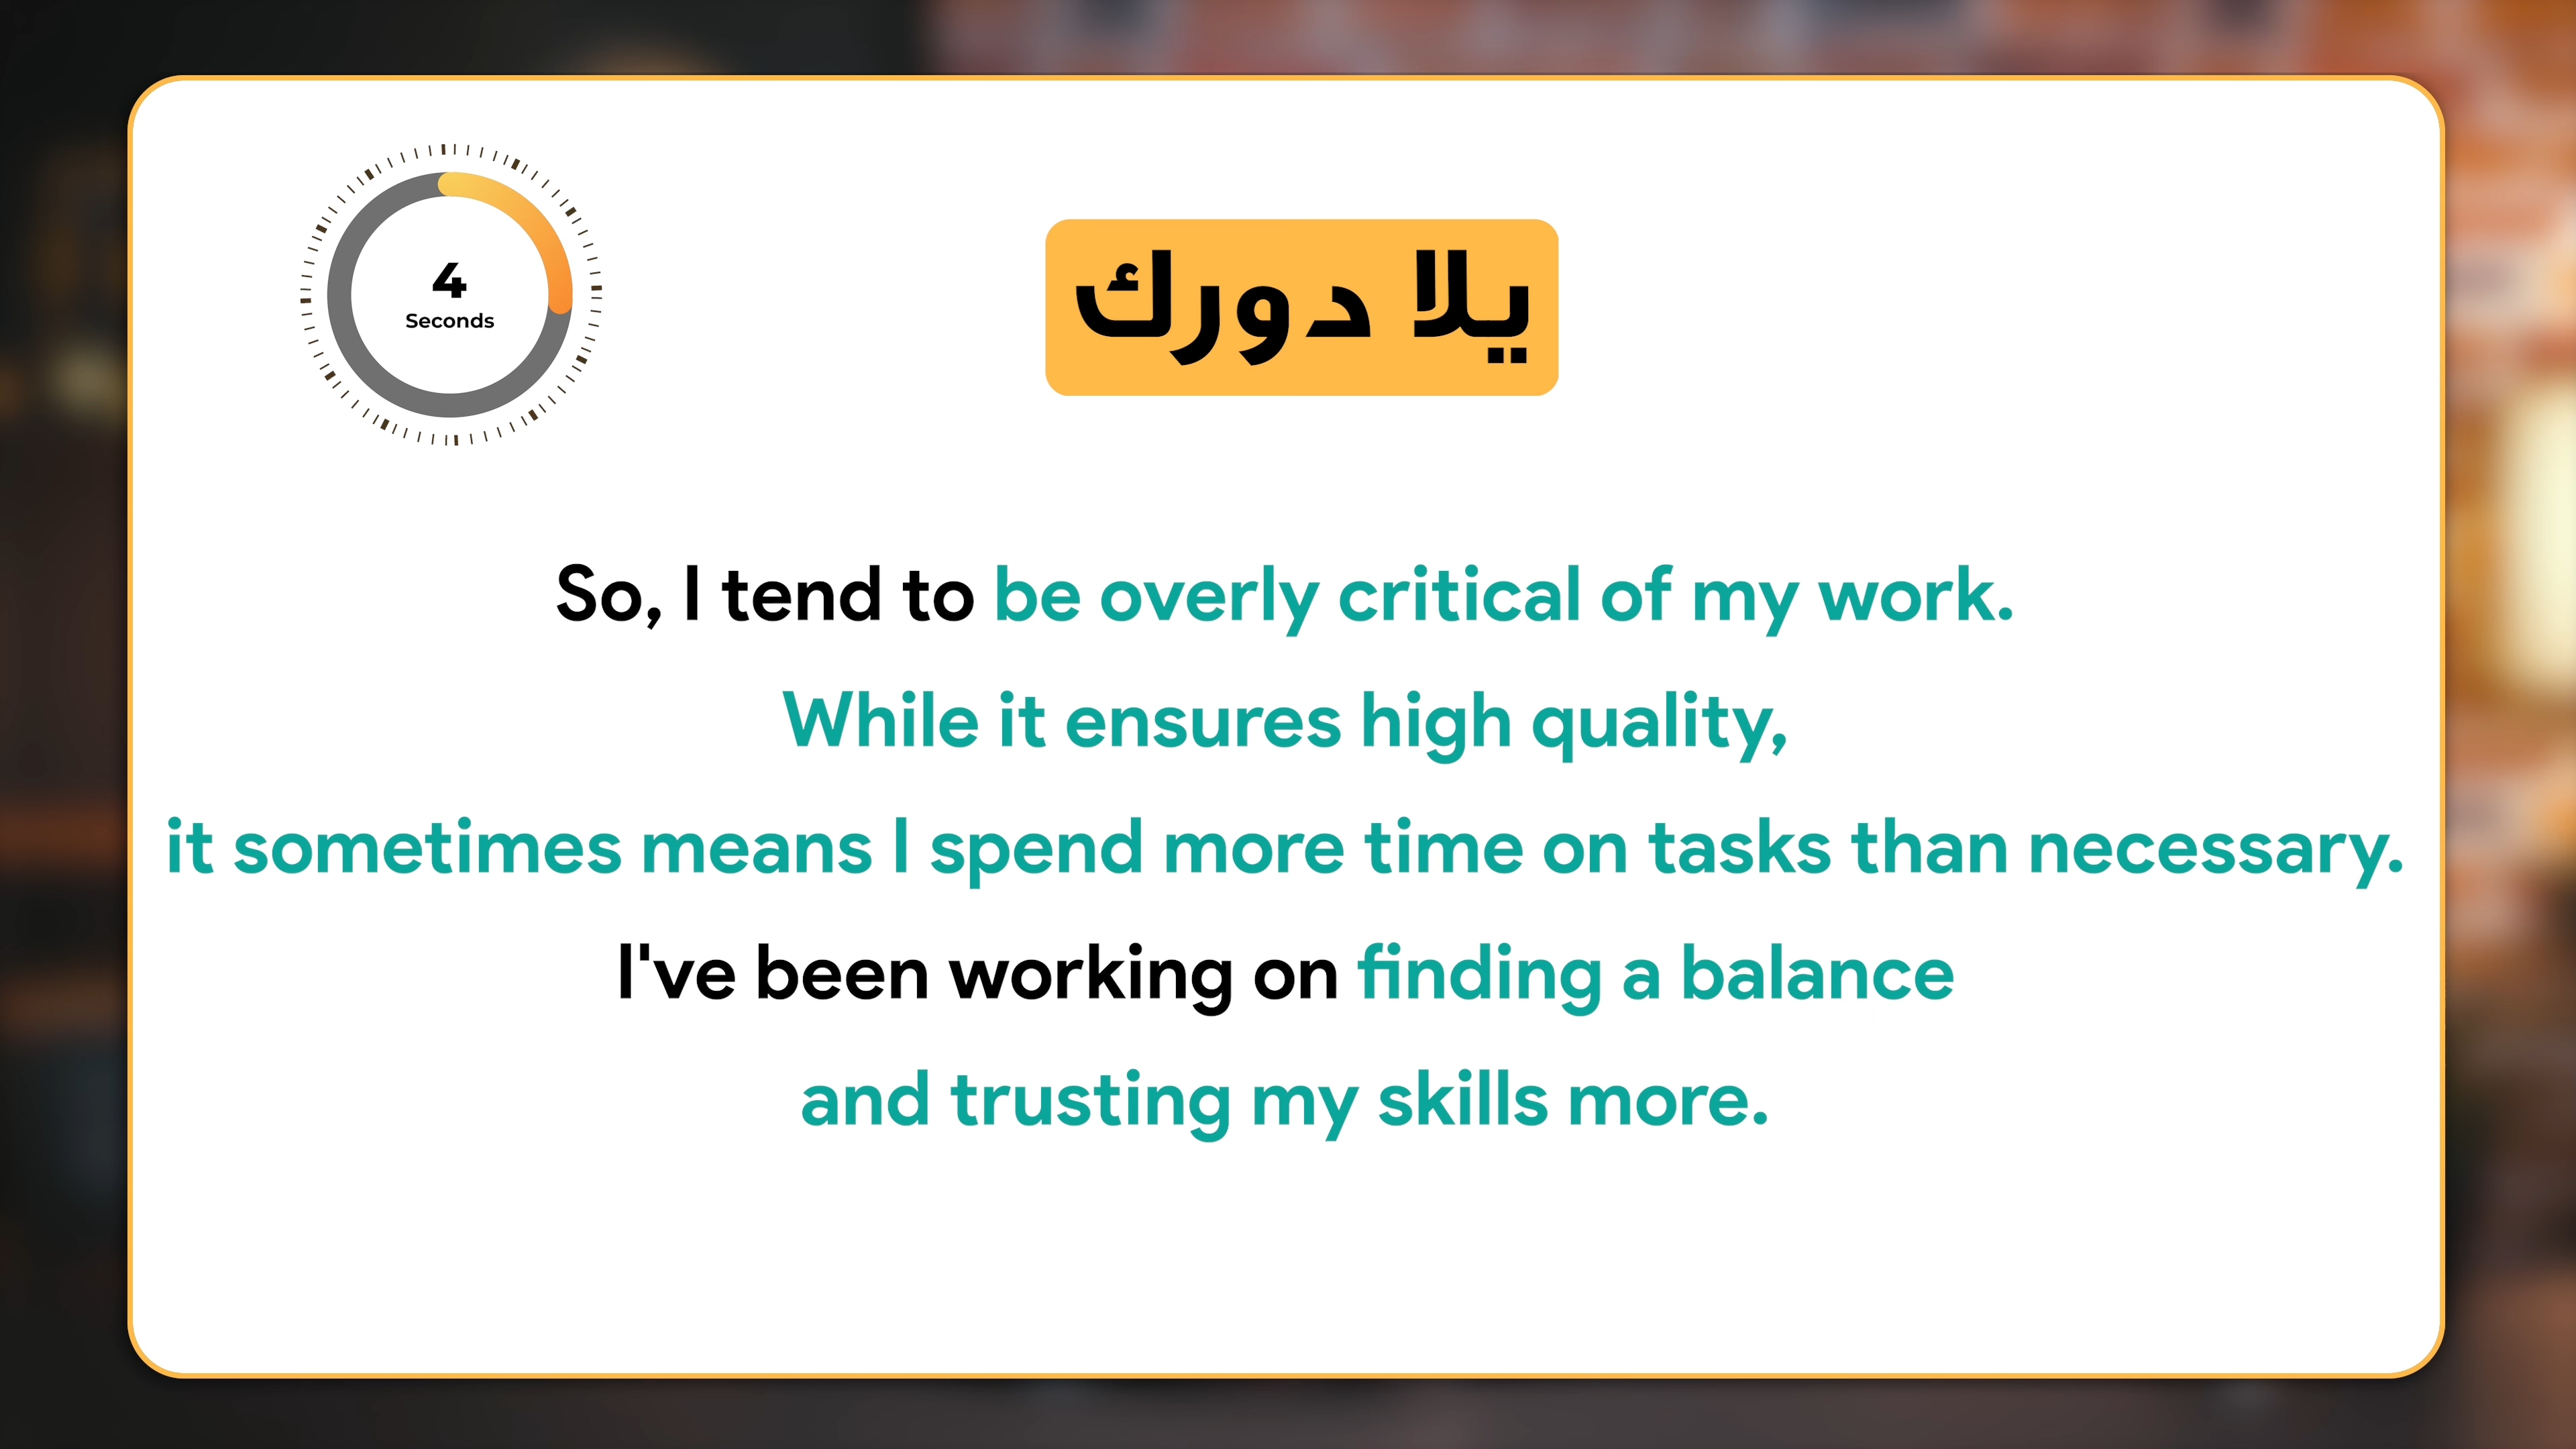 4
Seconds
يلا دورك
So, I tend to be overly critical of my work.
While it ensures high quality,
it sometimes means I spend more time on tasks than necessary.
I've been working on finding a balance
and trusting my skills more.